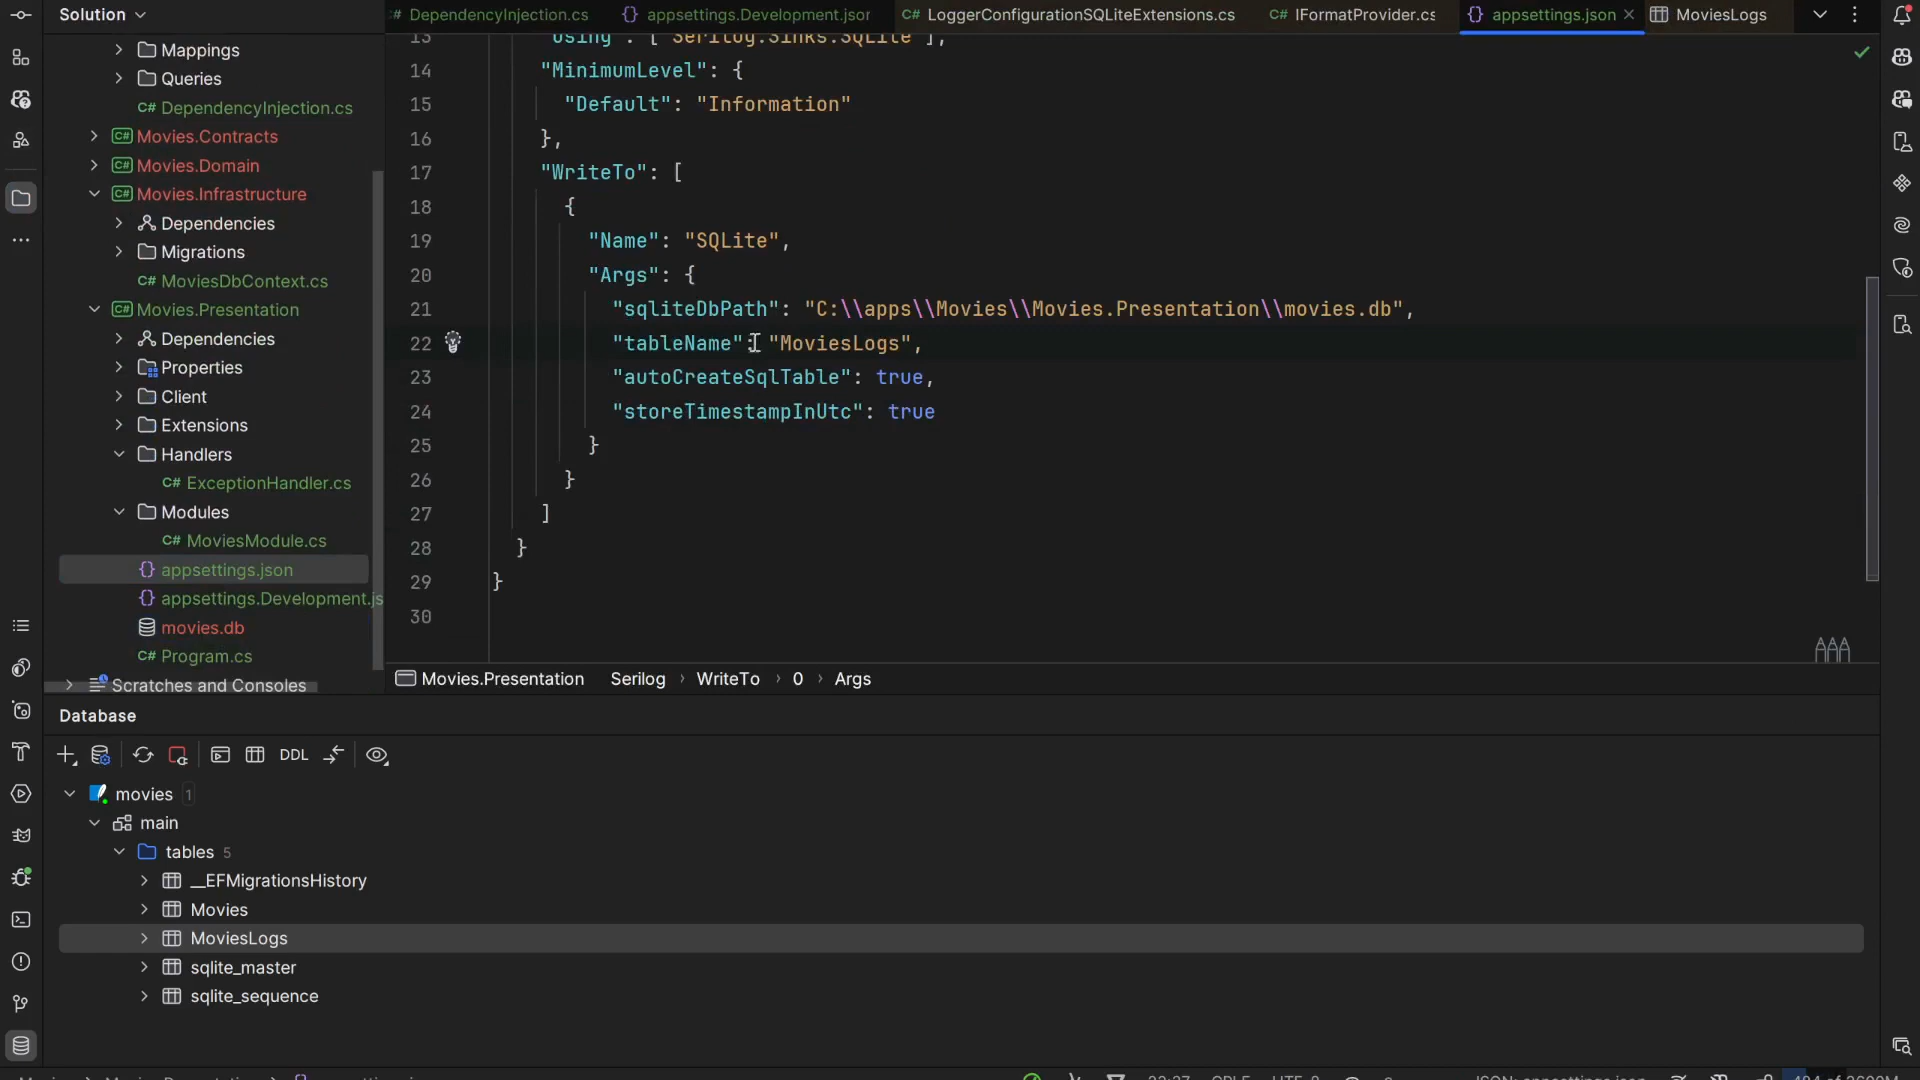 Solution
DependencyInjection.cs
appsettings.Development.json
C# LoggerConfigurationSQLiteExtensions.cs
C# IFormatProvider.cs
{} appsettings.json
MoviesLogs
Mappings
Queries
C# DependencyInjection.cs
C# Movies.Contracts
C# Movies.Domain
C# Movies.Infrastructure
Dependencies
Migrations
C# MoviesDbContext.cs
C# Movies.Presentation
Dependencies
Properties
Client
Extensions
Handlers
C# ExceptionHandler.cs
Modules
C# MoviesModule.cs
{} appsettings.json
{} appsettings.Development.js
movies.db
C# Program.cs
Scratches and Consoles
13 "Using": [ "Serilog.Sinks.SQLite" ],
14 "MinimumLevel": {
15 "Default": "Information"
16 },
17 "WriteTo": [
18 {
19 "Name": "SQLite",
20 "Args": {
21 "sqliteDbPath": "C:\\apps\\Movies\\Movies.Presentation\\movies.db",
22 "tableName": "MoviesLogs",
23 "autoCreateSqlTable": true,
24 "storeTimestampInUtc": true
25 }
26 }
27 ]
28 }
29 }
30
Movies.Presentation Serilog › WriteTo › 0 › Args
Database
DDL
movies 1
main
tables 5
__EFMigrationsHistory
Movies
MoviesLogs
sqlite_master
sqlite_sequence